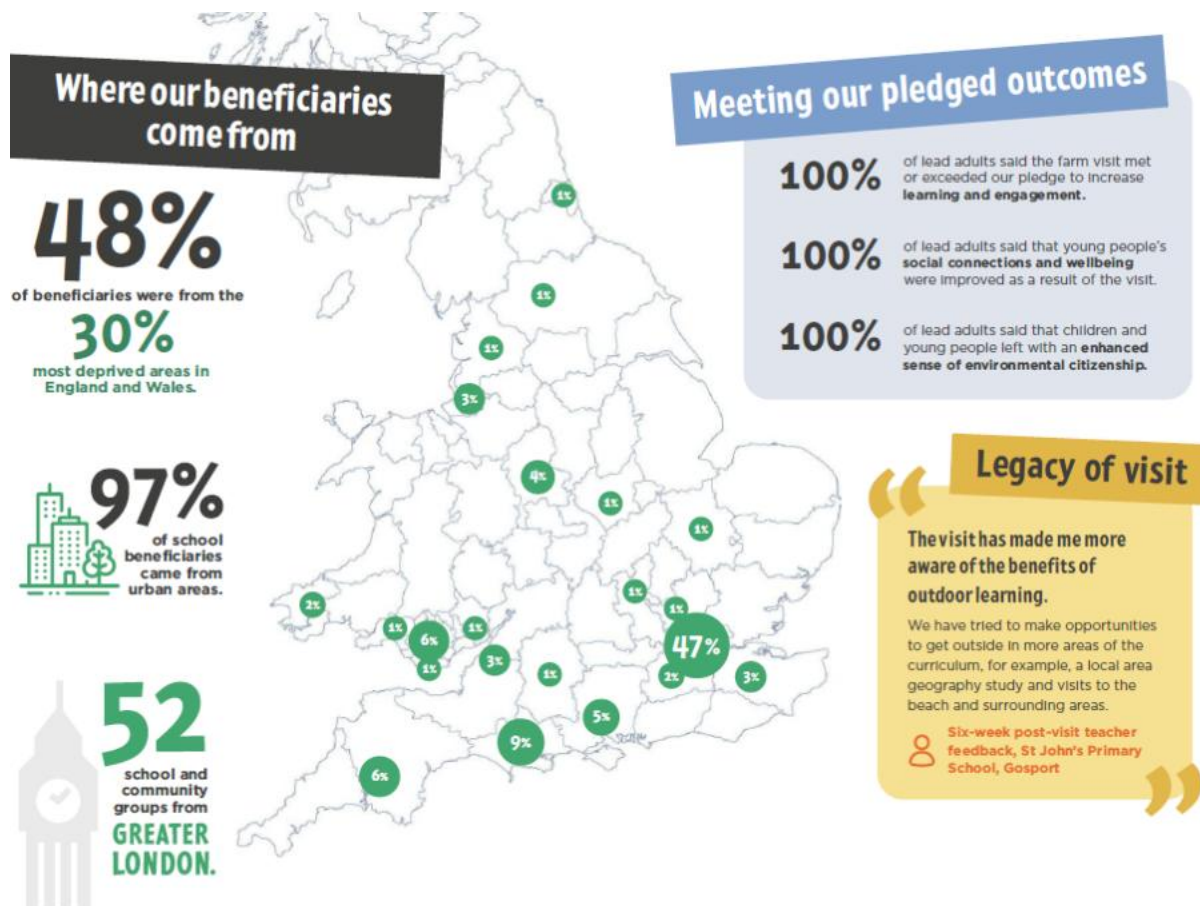 Where our beneficiaries
come from
48%
of beneficiaries were from the
30%
most deprived areas in
England and Wales.
97%
of school
beneficiaries
came from
urban areas.
52
school and
community
groups from
GREATER
LONDON.
1%
1%
1%
3%
4%
1%
1%
2%
1%
1%
1%
6%
1%
47%
1%
3%
1%
2%
3%
5%
9%
6%
Meeting our pledged outcomes
100%
of lead adults said the farm visit met
or exceeded our pledge to increase
learning and engagement.
100%
of lead adults said that young people's
social connections and wellbeing
were improved as a result of the visit.
100%
of lead adults said that children and
young people left with an enhanced
sense of environmental citizenship.
Legacy of visit
“
The visit has made me more
aware of the benefits of
outdoor learning.
We have tried to make opportunities
to get outside in more areas of the
curriculum, for example, a local area
geography study and visits to the
beach and surrounding areas.
Six-week post-visit teacher
feedback, St John's Primary
School, Gosport
”